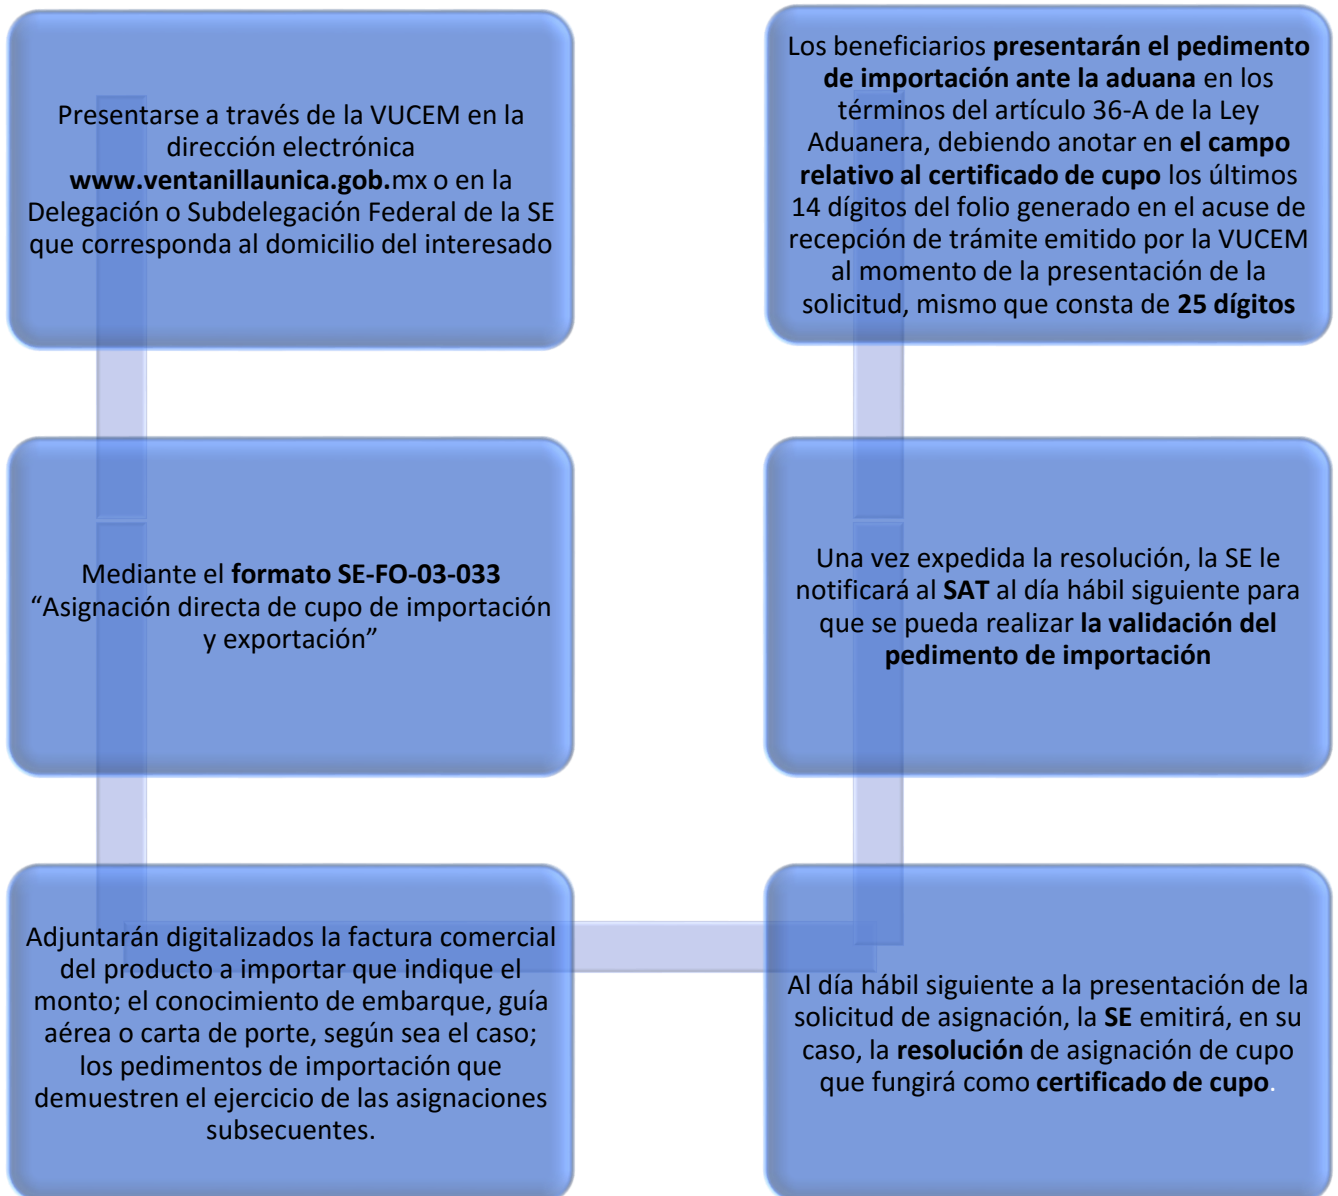 Presentarse a través de la VUCEM en la
dirección electrónica
www.ventanillaunica.gob.mx o en la
Delegación o Subdelegación Federal de la SE
que corresponda al domicilio del interesado
Mediante el formato SE-FO-03-033
“Asignación directa de cupo de importación
y exportación”
Adjuntarán digitalizados la factura comercial
del producto a importar que indique el
monto; el conocimiento de embarque, guía
aérea o carta de porte, según sea el caso;
los pedimentos de importación que
demuestren el ejercicio de las asignaciones
subsecuentes.
Al día hábil siguiente a la presentación de la
solicitud de asignación, la SE emitirá, en su
caso, la resolución de asignación de cupo
que fungirá como certificado de cupo.
Una vez expedida la resolución, la SE le
notificará al SAT al día hábil siguiente para
que se pueda realizar la validación del
pedimento de importación
Los beneficiarios presentarán el pedimento
de importación ante la aduana en los
términos del artículo 36-A de la Ley
Aduanera, debiendo anotar en el campo
relativo al certificado de cupo los últimos
14 dígitos del folio generado en el acuse de
recepción de trámite emitido por la VUCEM
al momento de la presentación de la
solicitud, mismo que consta de 25 dígitos